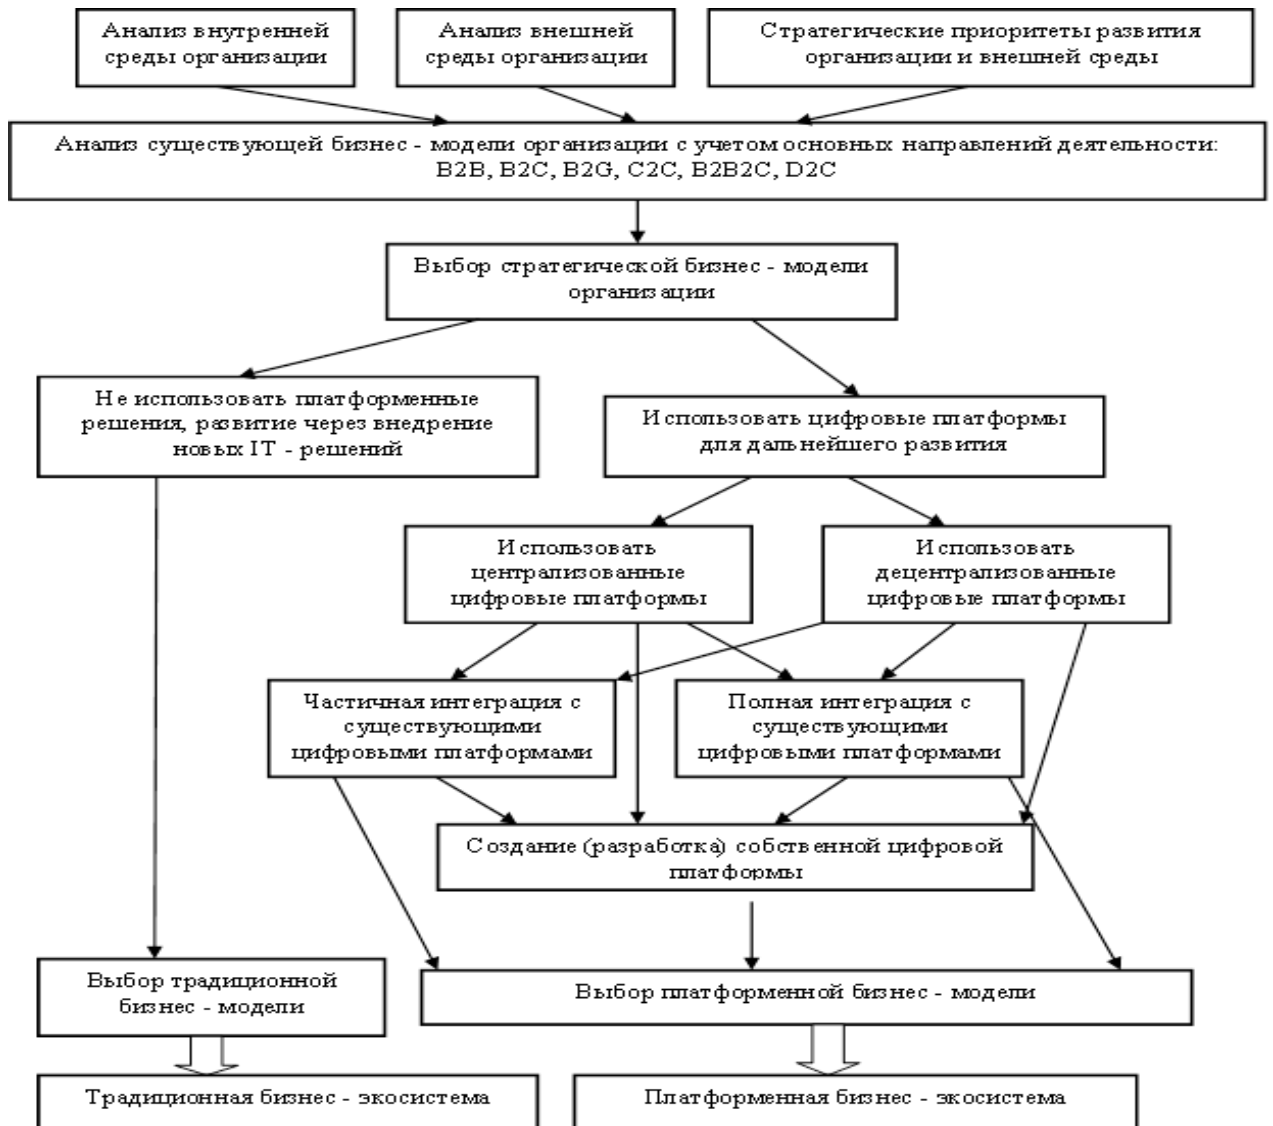 Анализ внутренней
среды организации
Анализ внешней
среды организации
Стратегические приоритеты развития
организации и внешней среды
Анализ существующей бизнес - модели организации с учетом основных направлений деятельности:
B2B, B2C, B2G, C2C, B2B2C, D2C
Выбор стратегической бизнес - модели
организации
Не использовать платформенные
решения, развитие через внедрение
новых IT - решений
Использовать цифровые платформы
для дальнейшего развития
Использовать
централизованные
цифровые платформы
Использовать
децентрализованные
цифровые платформы
Частичная интеграция с
существующими
цифровыми платформами
Полная интеграция с
существующими
цифровыми платформами
Создание (разработка) собственной цифровой
платформы
Выбор традиционной
бизнес - модели
Выбор платформенной бизнес - модели
Традиционная бизнес - экосистема
Платформенная бизнес - экосистема